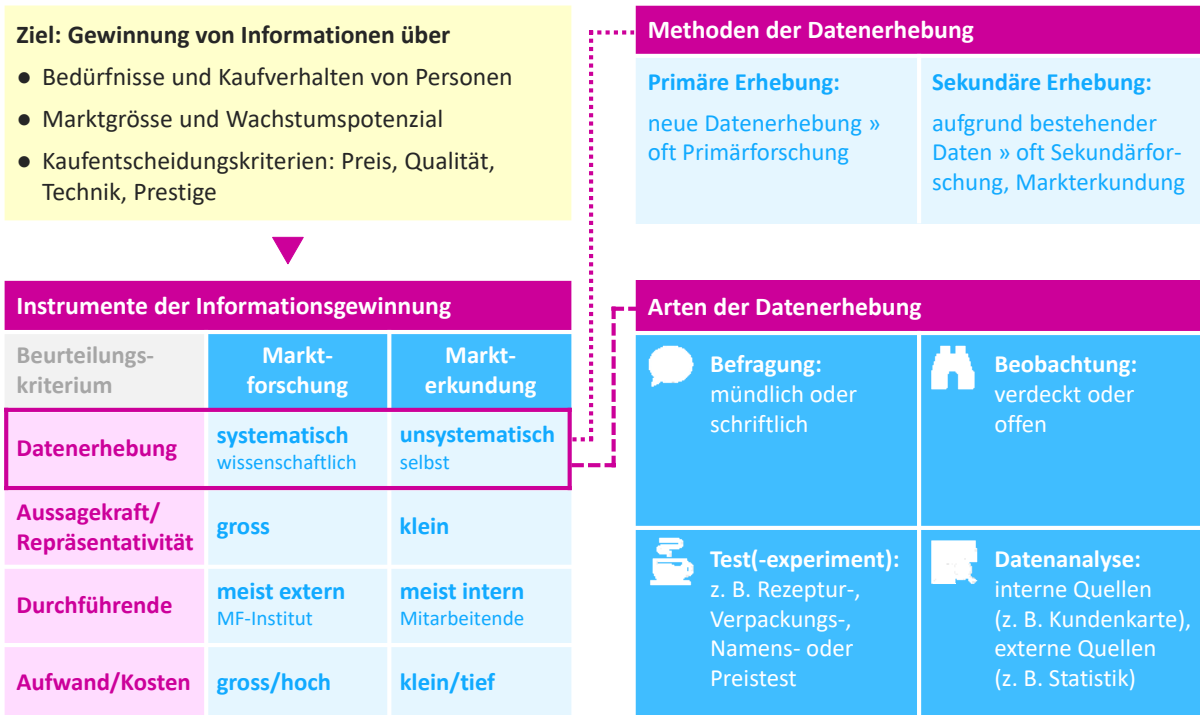 Ziel: Gewinnung von Informationen über
● Bedürfnisse und Kaufverhalten von Personen
● Marktgrösse und Wachstumspotenzial
● Kaufentscheidungskriterien: Preis, Qualität,
Technik, Prestige
Methoden der Datenerhebung
Primäre Erhebung:
neue Datenerhebung »
oft Primärforschung
Sekundäre Erhebung:
aufgrund bestehender
Daten » oft Sekundärfor-
schung, Markterkundung
Instrumente der Informationsgewinnung
Beurteilungs-
kriterium
Markt-
forschung
Markt-
erkundung
Datenerhebung
systematisch
wissenschaftlich
unsystematisch
selbst
Aussagekraft/
Repräsentativität
gross
klein
Durchführende
meist extern
MF-Institut
meist intern
Mitarbeitende
Aufwand/Kosten
gross/hoch
klein/tief
Arten der Datenerhebung
Befragung:
mündlich oder
schriftlich
Beobachtung:
verdeckt oder
offen
Test(-experiment):
z. B. Rezeptur-,
Verpackungs-,
Namens- oder
Preistest
Datenanalyse:
interne Quellen
(z. B. Kundenkarte),
externe Quellen
(z. B. Statistik)